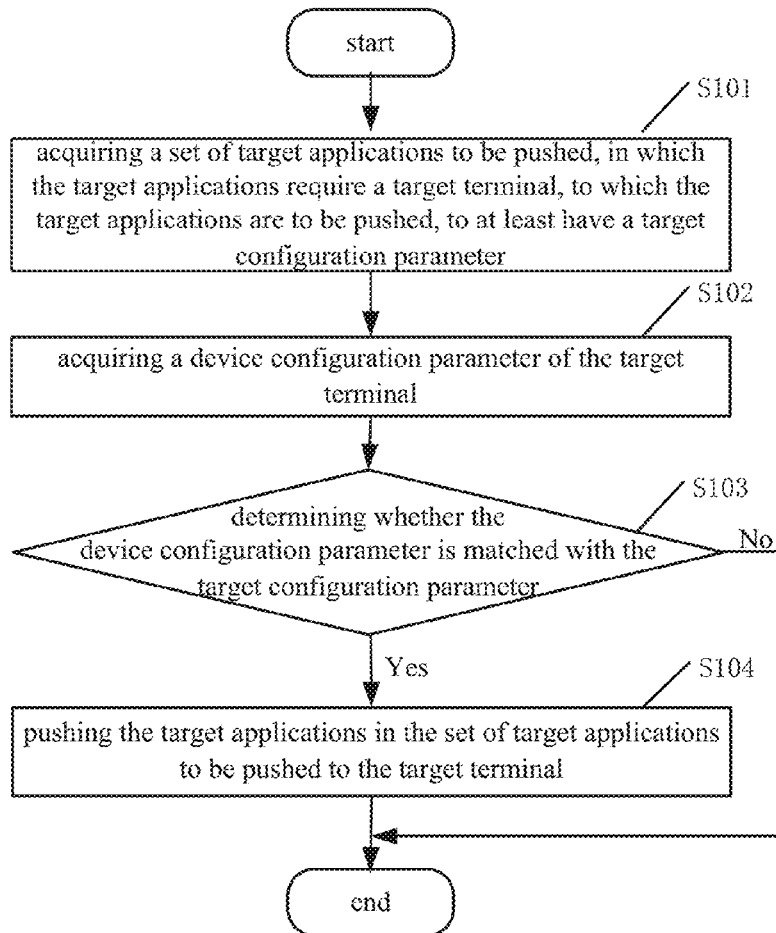 start
S101
acquiring a set of target applications to be pushed, in which
the target applications require a target terminal, to which the
target applications are to be pushed, to at least have a target
configuration parameter
S102
acquiring a device configuration parameter of the target
terminal
S103
determining whether the
device configuration parameter is matched with the
target configuration parameter
No
Yes
S104
pushing the target applications in the set of target applications
to be pushed to the target terminal
end